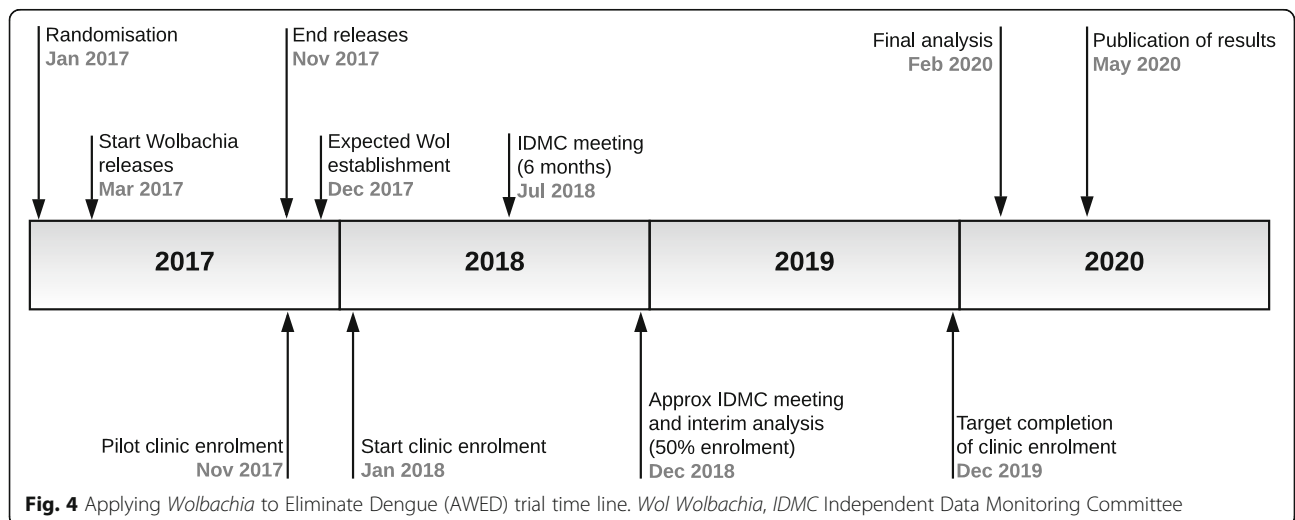 Randomisation
Jan 2017
End releases
Nov 2017
Final analysis
Feb 2020
Publication of results
May 2020
Start Wolbachia
releases
Mar 2017
Expected Wol
establishment
Dec 2017
IDMC meeting
(6 months)
Jul 2018
2017
2018
2019
2020
Pilot clinic enrolment
Nov 2017
Start clinic enrolment
Jan 2018
Approx IDMC meeting
and interim analysis
(50% enrolment)
Dec 2018
Target completion
of clinic enrolment
Dec 2019
Fig. 4 Applying Wolbachia to Eliminate Dengue (AWED) trial time line. Wol Wolbachia, IDMC Independent Data Monitoring Committee